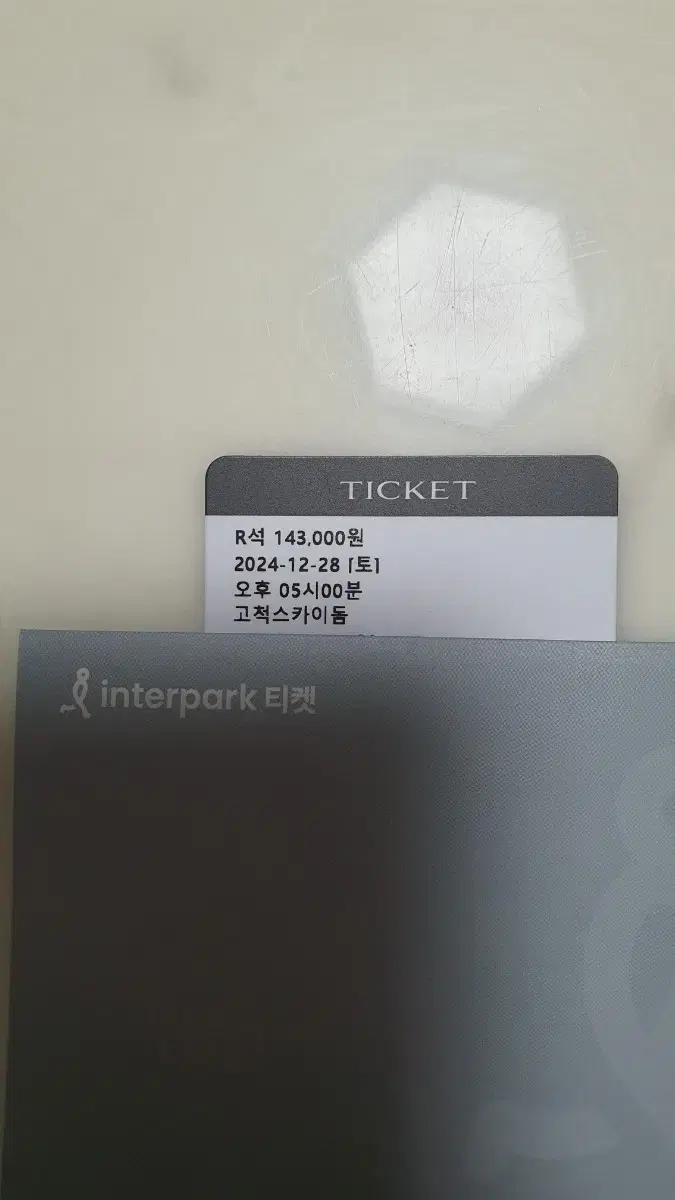 TICKET
R석 143,000원
2024-12-28 [토]
오후 05시00분
고척스카이돔
interpark 티켓